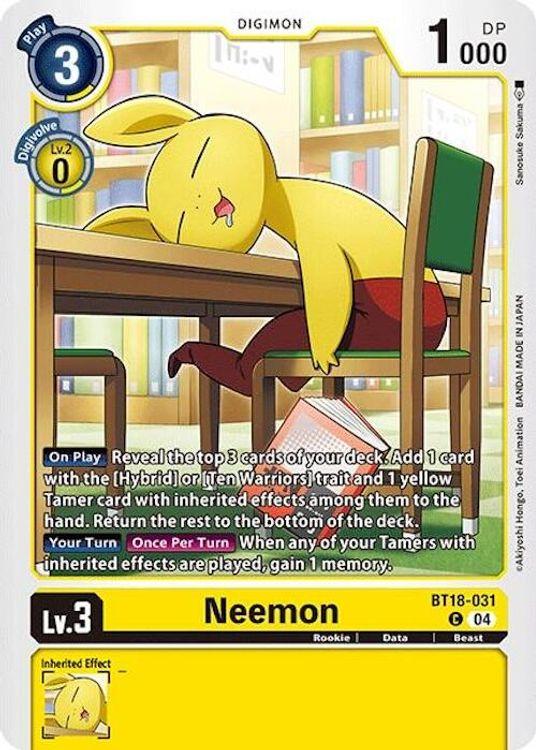 DIGIMON
Play
3
1 000
DP
Digivolve
Lv.2
0
Sanosuke Sakuma
On Play Reveal the top 3 cards of your deck. Add 1 card
with the [Hybrid] or [Ten Warriors] trait and 1 yellow
Tamer card with inherited effects among them to the
hand. Return the rest to the bottom of the deck.
Your Turn Once Per Turn When any of your Tamers with
inherited effects are played, gain 1 memory.
©Akiyoshi Hongo, Toei Animation BANDAI MADE IN JAPAN
Lv.3
Neemon
BT18-031
C 04
Rookie | Data | Beast
Inherited Effect
–